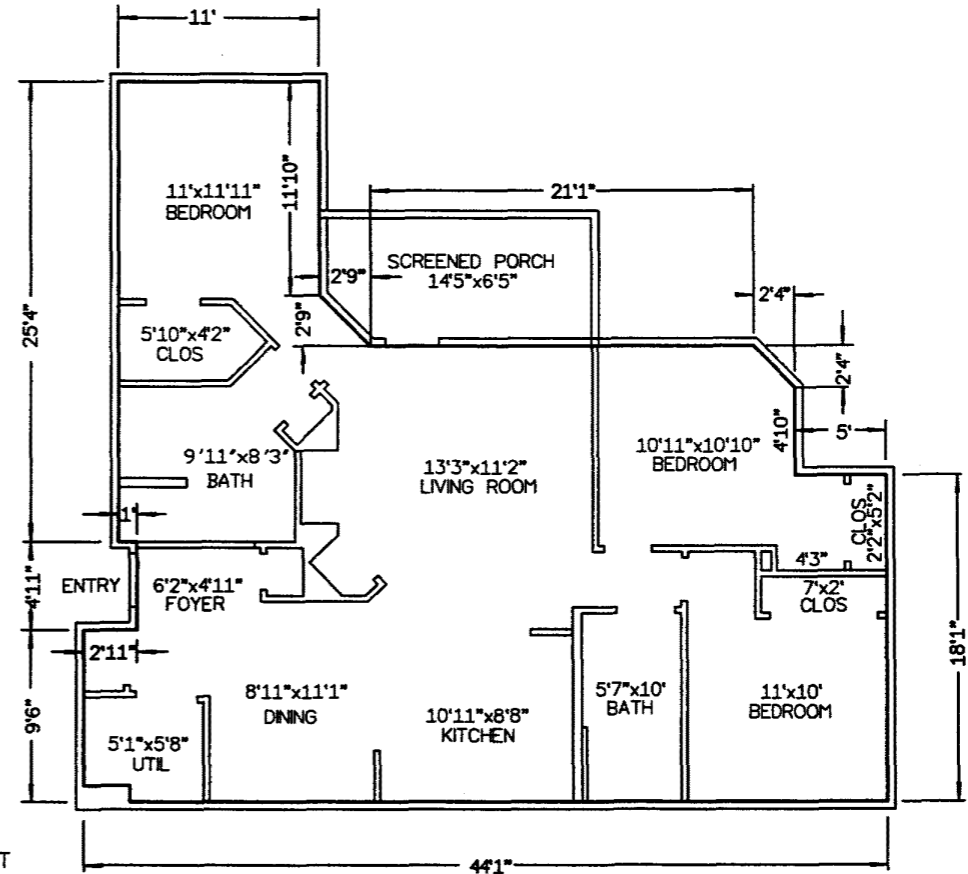 11'
11'x11'11"
BEDROOM
11'10"
21'1"
SCREENED PORCH
14'5"x6'5"
2'9"
2'9"
2'4"
2'4"
25'4"
5'10"x4'2"
CLOS
4'10"
5'
10'11"x10'10"
BEDROOM
9'11"x8'3"
BATH
13'3"x11'2"
LIVING ROOM
CLOS
2'2"x5'2"
1'
4'11"
ENTRY
6'2"x4'11"
FOYER
4'3"
7'x2'
CLOS
18'1"
2'11"
9'6"
8'11"x11'1"
DINING
10'11"x8'8"
KITCHEN
5'7"x10'
BATH
11'x10'
BEDROOM
5'1"x5'8"
UTIL
44'1"
T